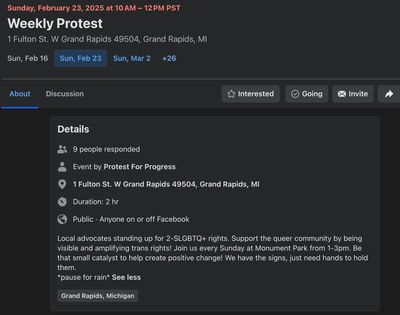 Sunday, February 23, 2025 at 10 AM – 12 PM PST
Weekly Protest
1 Fulton St. W Grand Rapids 49504, Grand Rapids, MI
Sun, Feb 16 Sun, Feb 23 Sun, Mar 2 +26
About Discussion Interested Going Invite
Details
9 people responded
Event by Protest For Progress
1 Fulton St. W Grand Rapids 49504, Grand Rapids, MI
Duration: 2 hr
Public · Anyone on or off Facebook
Local advocates standing up for 2-SLGBTQ+ rights. Support the queer community by being
visible and amplifying trans rights! Join us every Sunday at Monument Park from 1-3pm. Be
that small catalyst to help create positive change! We have the signs, just need hands to hold
them.
*pause for rain* See less
Grand Rapids, Michigan